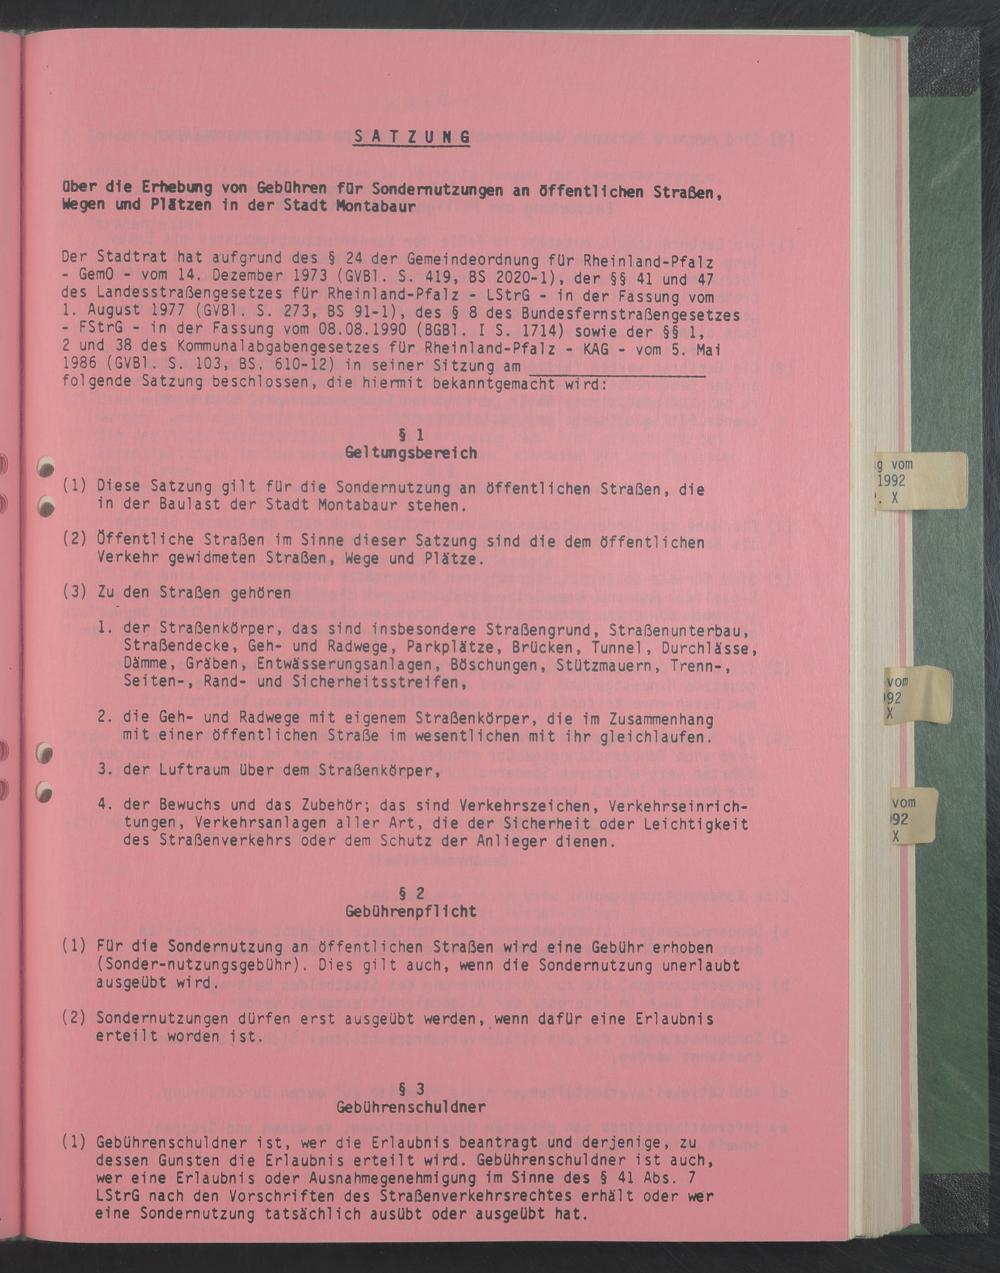 SATZUNG
über die Erhebung von Gebühren für Sondernutzungen an öffentlichen Straßen,
Wegen und Plätzen in der Stadt Montabaur
Der Stadtrat hat aufgrund des § 24 der Gemeindeordnung für Rheinland-Pfalz
- GemO - vom 14. Dezember 1973 (GVBl. S. 419, BS 2020-1), der §§ 41 und 47
des Landesstraßengesetzes für Rheinland-Pfalz - LStrG - in der Fassung vom
1. August 1977 (GVBl. S. 273, BS 91-1), des § 8 des Bundesfernstraßengesetzes
- FStrG - in der Fassung vom 08.08.1990 (BGBl. I S. 1714) sowie der §§ 1,
2 und 38 des Kommunalabgabengesetzes für Rheinland-Pfalz - KAG - vom 5. Mai
1986 (GVBl. S. 103, BS. 610-12) in seiner Sitzung am ____________________
folgende Satzung beschlossen, die hiermit bekanntgemacht wird:
§ 1
Geltungsbereich
(1) Diese Satzung gilt für die Sondernutzung an öffentlichen Straßen, die
in der Baulast der Stadt Montabaur stehen.
(2) Öffentliche Straßen im Sinne dieser Satzung sind die dem öffentlichen
Verkehr gewidmeten Straßen, Wege und Plätze.
(3) Zu den Straßen gehören
1. der Straßenkörper, das sind insbesondere Straßengrund, Straßenunterbau,
Straßendecke, Geh- und Radwege, Parkplätze, Brücken, Tunnel, Durchlässe,
Dämme, Gräben, Entwässerungsanlagen, Böschungen, Stützmauern, Trenn-,
Seiten-, Rand- und Sicherheitsstreifen,
2. die Geh- und Radwege mit eigenem Straßenkörper, die im Zusammenhang
mit einer öffentlichen Straße im wesentlichen mit ihr gleichlaufen.
3. der Luftraum über dem Straßenkörper,
4. der Bewuchs und das Zubehör; das sind Verkehrszeichen, Verkehrseinrich-
tungen, Verkehrsanlagen aller Art, die der Sicherheit oder Leichtigkeit
des Straßenverkehrs oder dem Schutz der Anlieger dienen.
§ 2
Gebührenpflicht
(1) Für die Sondernutzung an öffentlichen Straßen wird eine Gebühr erhoben
(Sonder-nutzungsgebühr). Dies gilt auch, wenn die Sondernutzung unerlaubt
ausgeübt wird.
(2) Sondernutzungen dürfen erst ausgeübt werden, wenn dafür eine Erlaubnis
erteilt worden ist.
§ 3
Gebührenschuldner
(1) Gebührenschuldner ist, wer die Erlaubnis beantragt und derjenige, zu
dessen Gunsten die Erlaubnis erteilt wird. Gebührenschuldner ist auch,
wer eine Erlaubnis oder Ausnahmegenehmigung im Sinne des § 41 Abs. 7
LStrG nach den Vorschriften des Straßenverkehrsrechtes erhält oder wer
eine Sondernutzung tatsächlich ausübt oder ausgeübt hat.
g vom
1992
. X
vom
92
X
vom
92
X